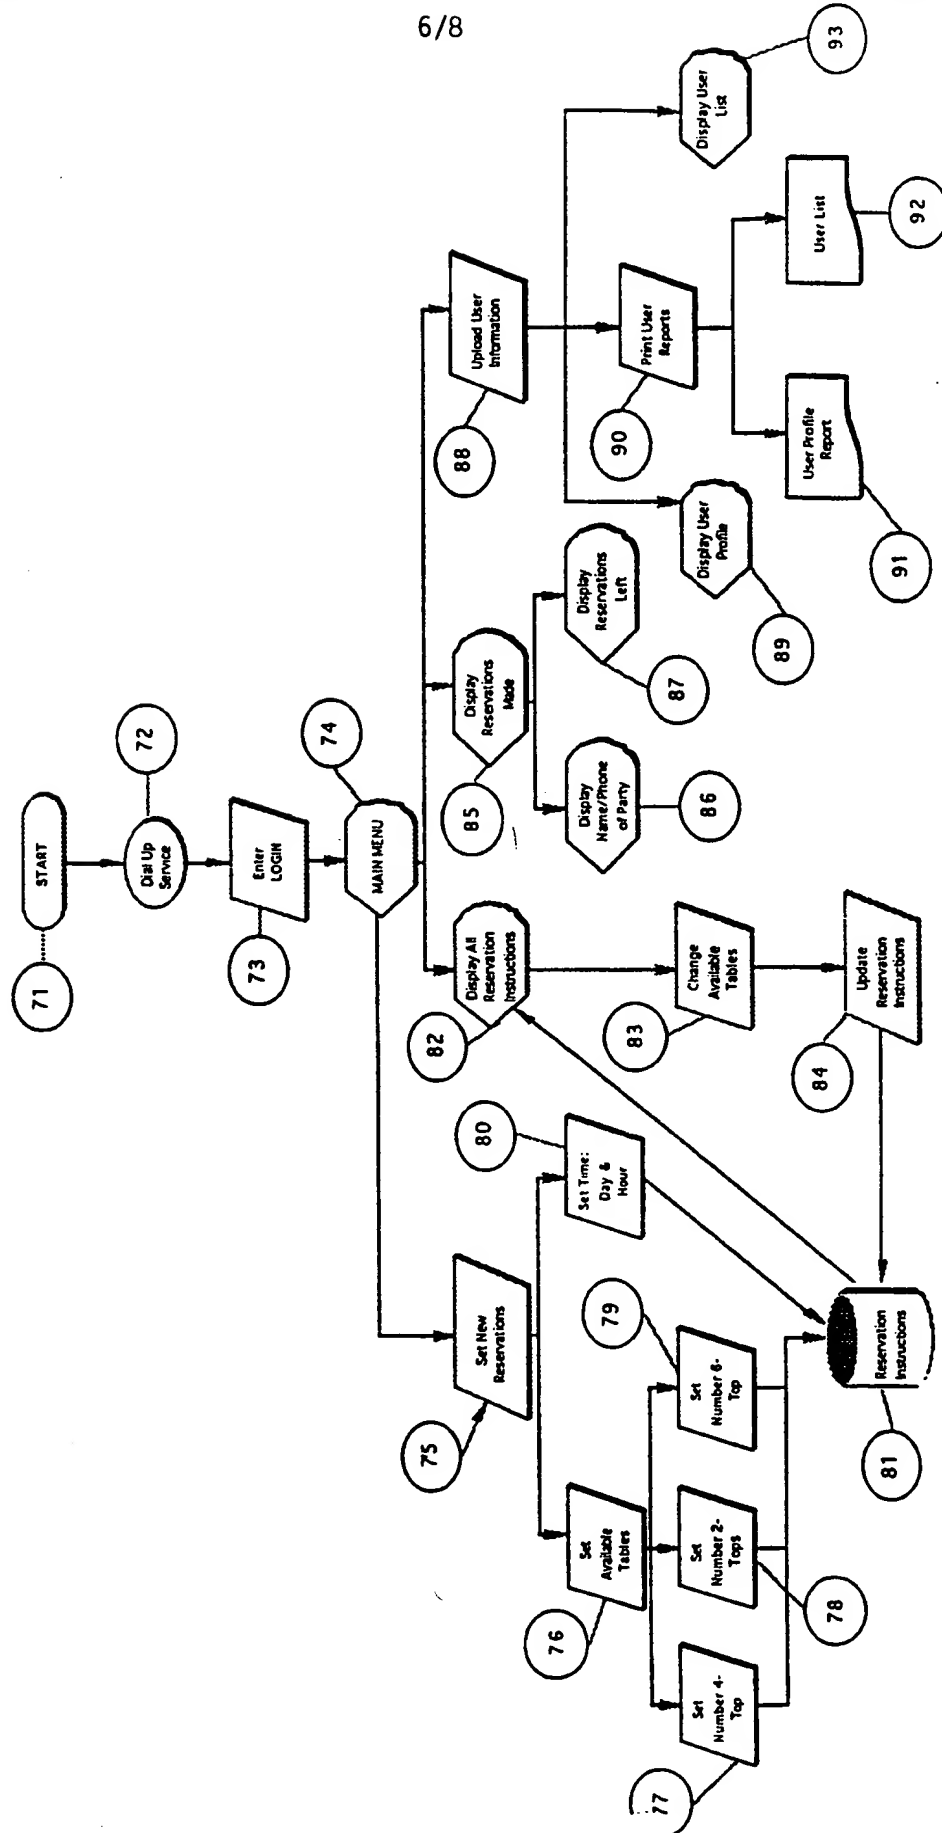 6/8
START
71
Dial Up
Service
72
Enter
LOGIN
73
MAIN MENU
74
Set New
Reservations
75
Set
Available
Tables
76
Set
Number 4-
Top
77
Set
Number 2-
Tops
78
Set
Number 6-
Top
79
Set Time:
Day &
Hour
80
Reservation
Instructions
81
Display All
Reservation
Instructions
82
Change
Available
Tables
83
Update
Reservation
Instructions
84
Display
Reservations
Made
85
Display
Name/Phone
of Party
86
Display
Reservations
Left
87
Upload User
Information
88
Display User
Profile
89
Print User
Reports
90
User Profile
Report
91
User List
92
Display User
List
93